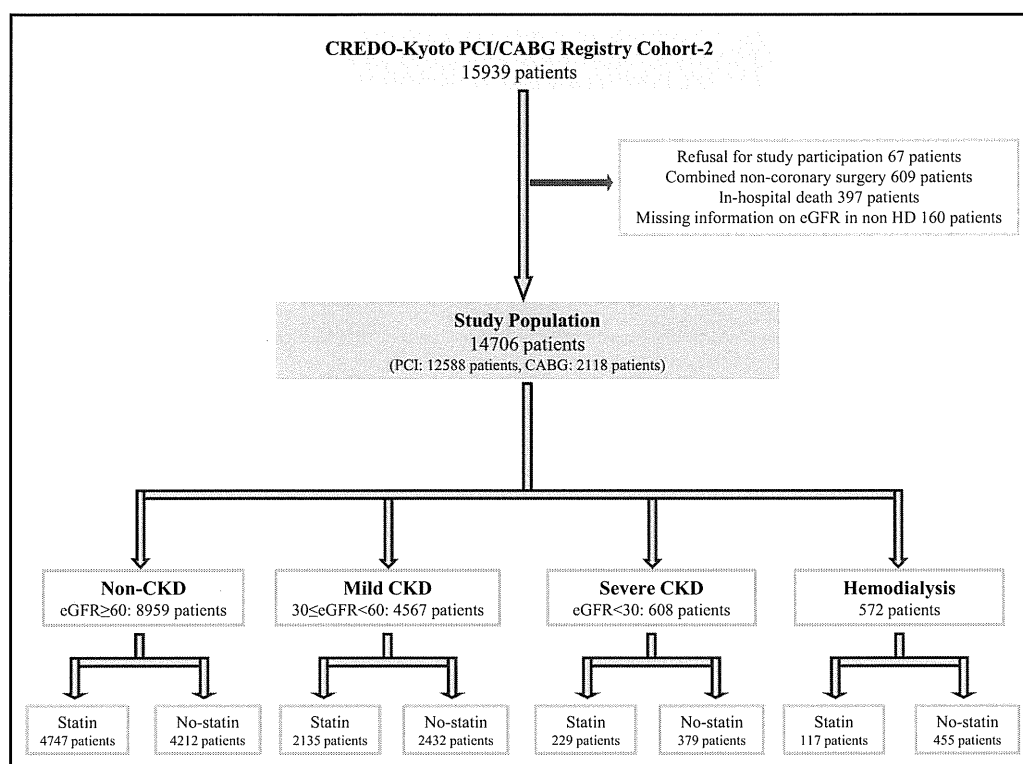 CREDO-Kyoto PCI/CABG Registry Cohort-2
15939 patients
Refusal for study participation 67 patients
Combined non-coronary surgery 609 patients
In-hospital death 397 patients
Missing information on eGFR in non HD 160 patients
Study Population
14706 patients
(PCI: 12588 patients, CABG: 2118 patients)
Non-CKD
eGFR≥60: 8959 patients
Mild CKD
30≤eGFR<60: 4567 patients
Severe CKD
eGFR<30: 608 patients
Hemodialysis
572 patients
Statin
4747 patients
No-statin
4212 patients
Statin
2135 patients
No-statin
2432 patients
Statin
229 patients
No-statin
379 patients
Statin
117 patients
No-statin
455 patients